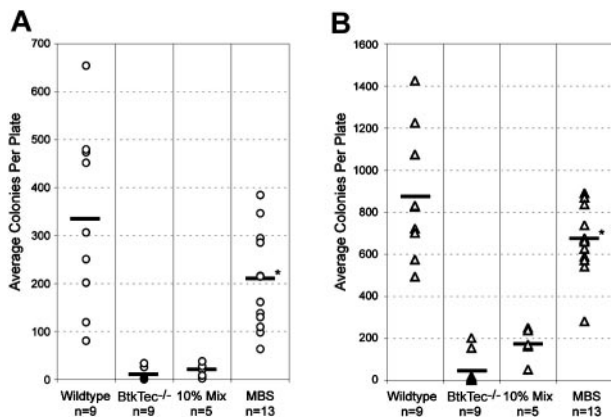 A
Average Colonies Per Plate
700
600
500
400
300
200
100
0
*
Wildtype BtkTec-/- 10% Mix MBS
n=9 n=9 n=5 n=13
B
Average Colonies Per Plate
1600
1400
1200
1000
800
600
400
200
0
*
Wildtype BtkTec-/- 10% Mix MBS
n=9 n=9 n=5 n=13